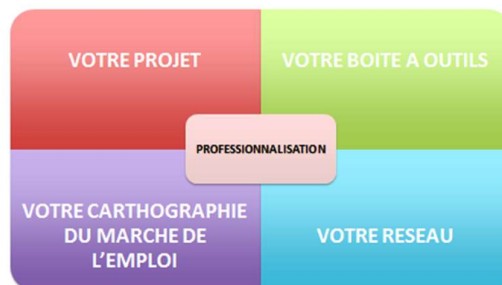 VOTRE PROJET
VOTRE BOITE A OUTILS
PROFESSIONNALISATION
VOTRE CARTHOGRAPHIE
DU MARCHE DE
L'EMPLOI
VOTRE RESEAU